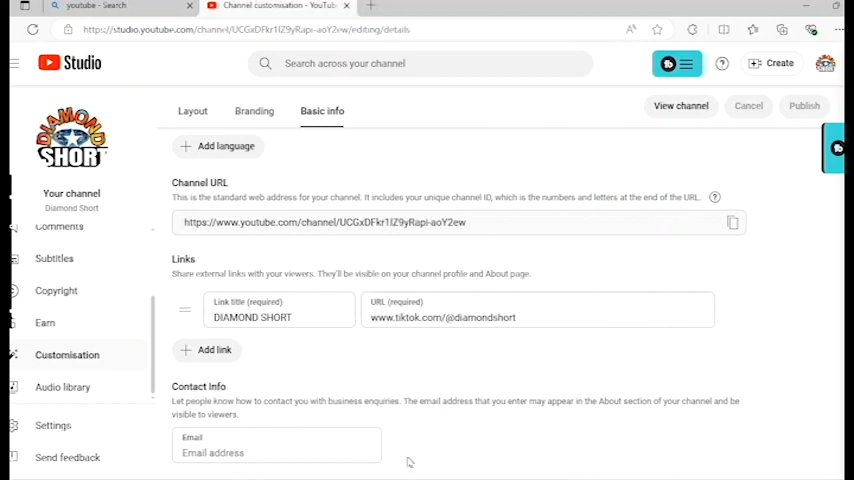 youtube - Search
Channel customisation - YouTub
https://studio.youtube.com/channel/UCGxDFkr1IZ9yRapi-aoY2ew/editing/details
Studio
Search across your channel
Create
Layout
Branding
Basic info
View channel
Cancel
Publish
DIAMOND
SHORT
Your channel
Diamond Short
Comments
Subtitles
Copyright
Earn
Customisation
Audio library
Settings
Send feedback
Add language
Channel URL
This is the standard web address for your channel. It includes your unique channel ID, which is the numbers and letters at the end of the URL.
https://www.youtube.com/channel/UCGxDFkr1IZ9yRapi-aoY2ew
Links
Share external links with your viewers. They'll be visible on your channel profile and About page.
Link title (required)
DIAMOND SHORT
URL (required)
www.tiktok.com/@diamondshort
Add link
Contact info
Let people know how to contact you with business enquiries. The email address that you enter may appear in the About section of your channel and be
visible to viewers.
Email
Email address